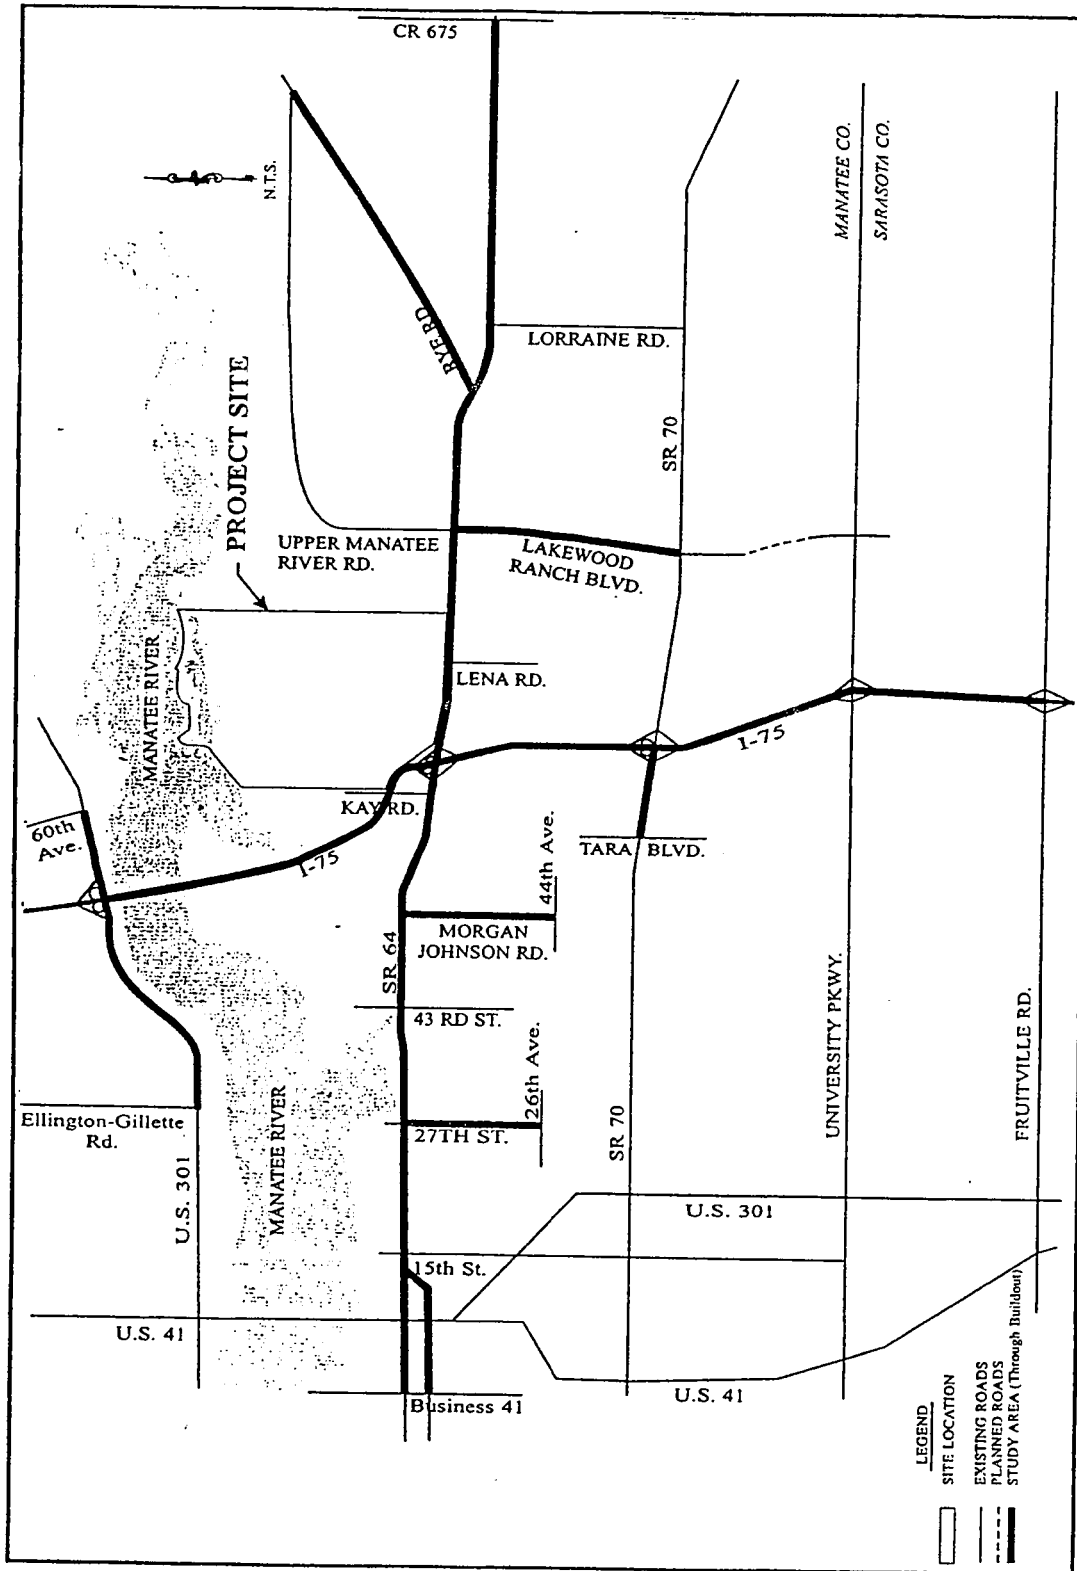 CR 675
N.T.S.
MANATEE CO.
SARASOTA CO.
RYE RD
LORRAINE RD.
PROJECT SITE
SR 70
UPPER MANATEE
RIVER RD.
LAKEWOOD
RANCH BLVD.
MANATEE RIVER
LENA RD.
I-75
KAY RD.
60th
Ave.
I-75
TARA BLVD.
44th Ave.
MORGAN
JOHNSON RD.
SR 64
43 RD ST.
UNIVERSITY PKWY.
FRUITVILLE RD.
26th Ave.
Ellington-Gillette
Rd.
27TH ST.
SR 70
MANATEE RIVER
U.S. 301
U.S. 301
15th St.
U.S. 41
U.S. 41
Business 41
LEGEND
SITE LOCATION
EXISTING ROADS
PLANNED ROADS
STUDY AREA (Through Buildout)